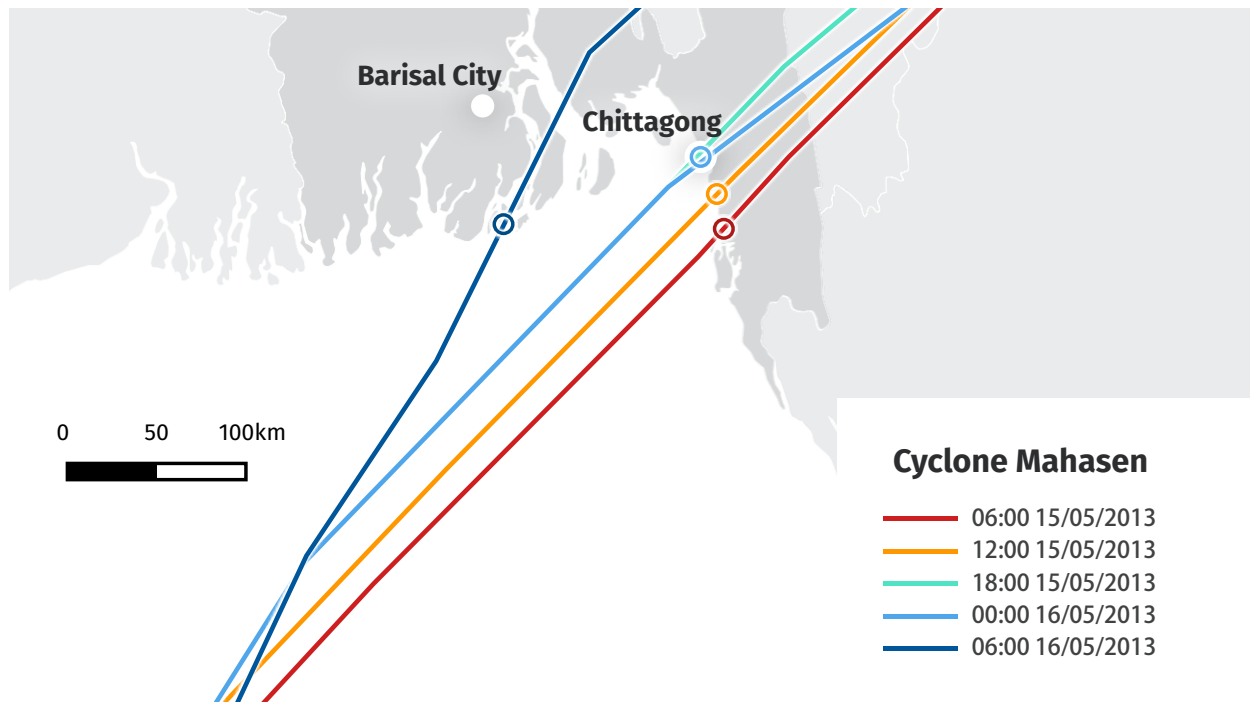 Barisal City
Chittagong
0 50 100km
Cyclone Mahasen
06:00 15/05/2013
12:00 15/05/2013
18:00 15/05/2013
00:00 16/05/2013
06:00 16/05/2013